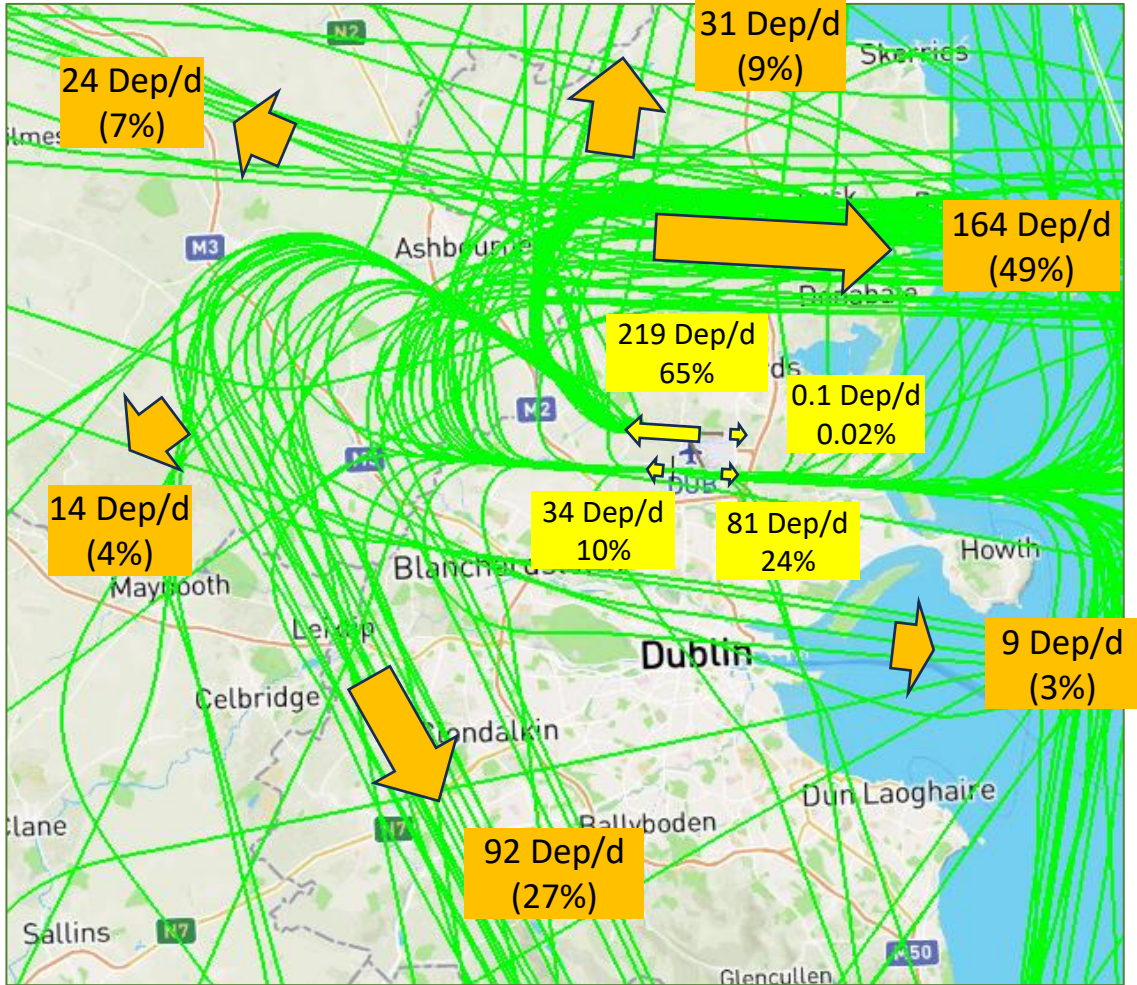 31 Dep/d
(9%)
N2
Skerries
24 Dep/d
(7%)
M3
Ashbourne
164 Dep/d
(49%)
219 Dep/d
65%
0.1 Dep/d
0.02%
M2
DUB
34 Dep/d
10%
81 Dep/d
24%
14 Dep/d
(4%)
Howth
Maynooth
Dublin
9 Dep/d
(3%)
Celbridge
Dun Laoghaire
Clane
N7
Ballyboden
92 Dep/d
(27%)
Sallins
N7
M50
Glencullen